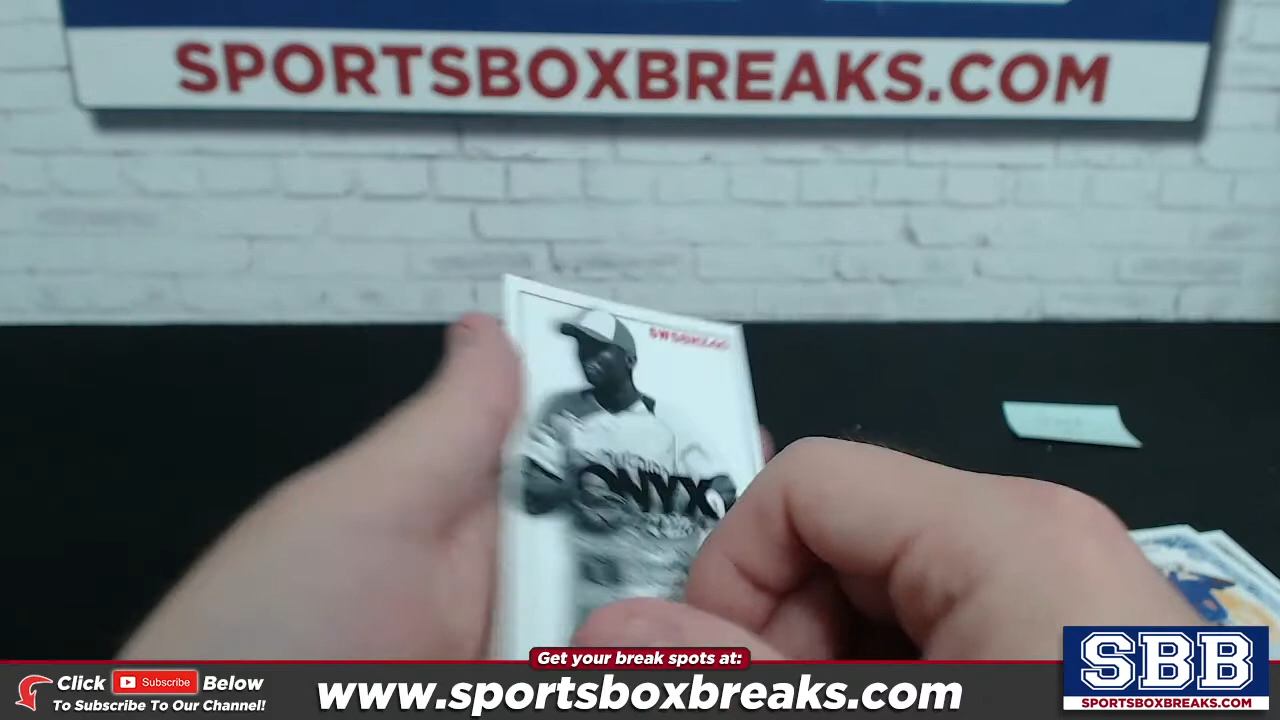 SPORTSBOXBREAKS.COM
ONYX
Get your break spots at:
Click Subscribe Below
To Subscribe To Our Channel!
www.sportsboxbreaks.com
SBB
SPORTSBOXBREAKS.COM